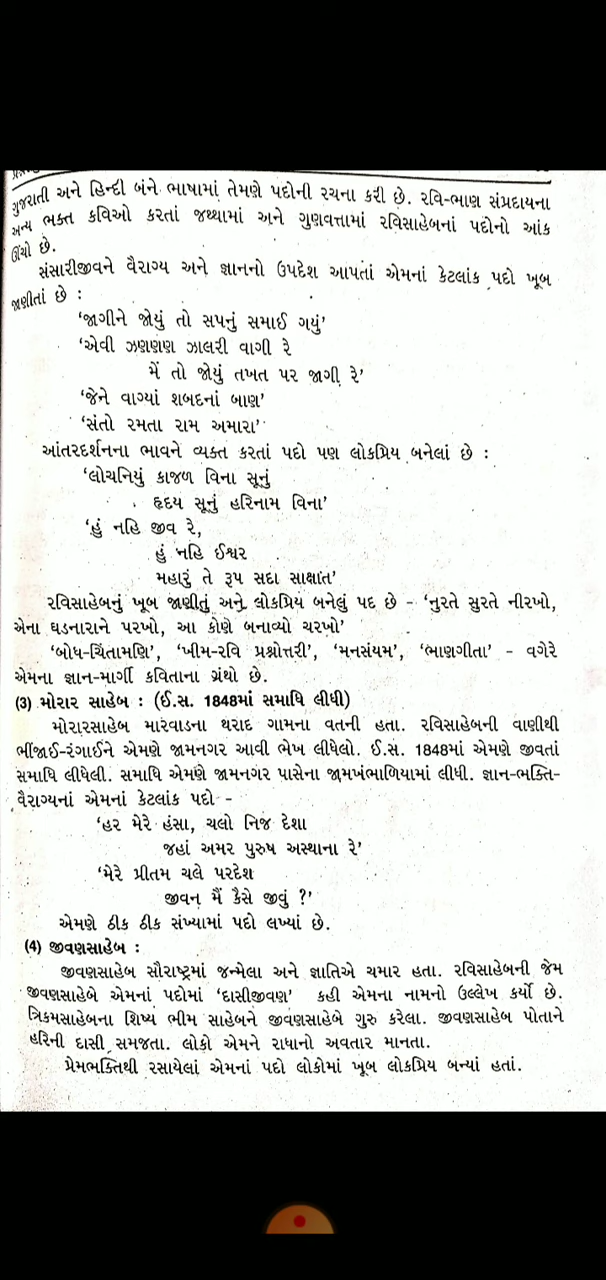 ગુજરાતી અને હિન્દી બંને ભાષામાં તેમણે પદોની રચના કરી છે. રવિ-ભાણ સંપ્રદાયના
અન્ય ભક્ત કવિઓ કરતાં જથ્થામાં અને ગુણવત્તામાં રવિસાહેબનાં પદોનો આંક
ઊંચો છે.
સંસારીજીવને વૈરાગ્ય અને જ્ઞાનનો ઉપદેશ આપતાં એમનાં કેટલાંક પદો ખૂબ
જાણીતાં છે :
‘જાગીને જોયું તો સપનું સમાઈ ગયું’
‘એવી ઝણણણ ઝાલરી વાગી રે
મેં તો જોયું તખત પર જાગી રે’
‘જેને વાગ્યાં શબદનાં બાણ’
‘સંતો રમતા રામ અમારા’
આંતરદર્શનના ભાવને વ્યક્ત કરતાં પદો પણ લોકપ્રિય બનેલાં છે :
‘લોચનિયું કાજળ વિના સૂનું
હૃદય સૂનું હરિનામ વિના’
‘હું નહિ જીવ રે,
હું નહિ ઈશ્વર
મહારું તે રૂપ સદા સાક્ષાત’
રવિસાહેબનું ખૂબ જાણીતું અને લોકપ્રિય બનેલું પદ છે - ‘નુરતે સુરતે નીરખો,
એના ઘડનારાને પરખો, આ કોણે બનાવ્યો ચરખો’
‘બોધ-ચિંતામણિ’, ‘ખીમ-રવિ પ્રશ્નોત્તરી’, ‘મનસંયમ’, ‘ભાણગીતા’ - વગેરે
એમના જ્ઞાન-માર્ગી કવિતાના ગ્રંથો છે.
(3) મોરાર સાહેબ : (ઈ.સ. 1848માં સમાધિ લીધી)
મોરારસાહેબ મારવાડના થરાદ ગામના વતની હતા. રવિસાહેબની વાણીથી
ભીંજાઈ-રંગાઈને એમણે જામનગર આવી ભેખ લીધેલો. ઈ.સ. 1848માં એમણે જીવતાં
સમાધિ લીધેલી. સમાધિ એમણે જામનગર પાસેના જામખંભાળિયામાં લીધી. જ્ઞાન-ભક્તિ-
વૈરાગ્યનાં એમનાં કેટલાંક પદો -
‘હર મેરે હંસા, ચલો નિજ દેશા
જહાં અમર પુરુષ અસ્થાના રે’
‘મેરે પ્રીતમ ચલે પરદેશ
જીવન મૈં કૈસે જીવું ?’
એમણે ઠીક ઠીક સંખ્યામાં પદો લખ્યાં છે.
(4) જીવણસાહેબ :
જીવણસાહેબ સૌરાષ્ટ્રમાં જન્મેલા અને જ્ઞાતિએ ચમાર હતા. રવિસાહેબની જેમ
જીવણસાહેબે એમનાં પદોમાં ‘દાસીજીવણ’ કહી એમના નામનો ઉલ્લેખ કર્યો છે.
ત્રિકમસાહેબના શિષ્ય ભીમ સાહેબને જીવણસાહેબે ગુરુ કરેલા. જીવણસાહેબ પોતાને
હરિની દાસી સમજતા. લોકો એમને રાધાનો અવતાર માનતા.
પ્રેમભક્તિથી રસાયેલાં એમનાં પદો લોકોમાં ખૂબ લોકપ્રિય બન્યાં હતાં.